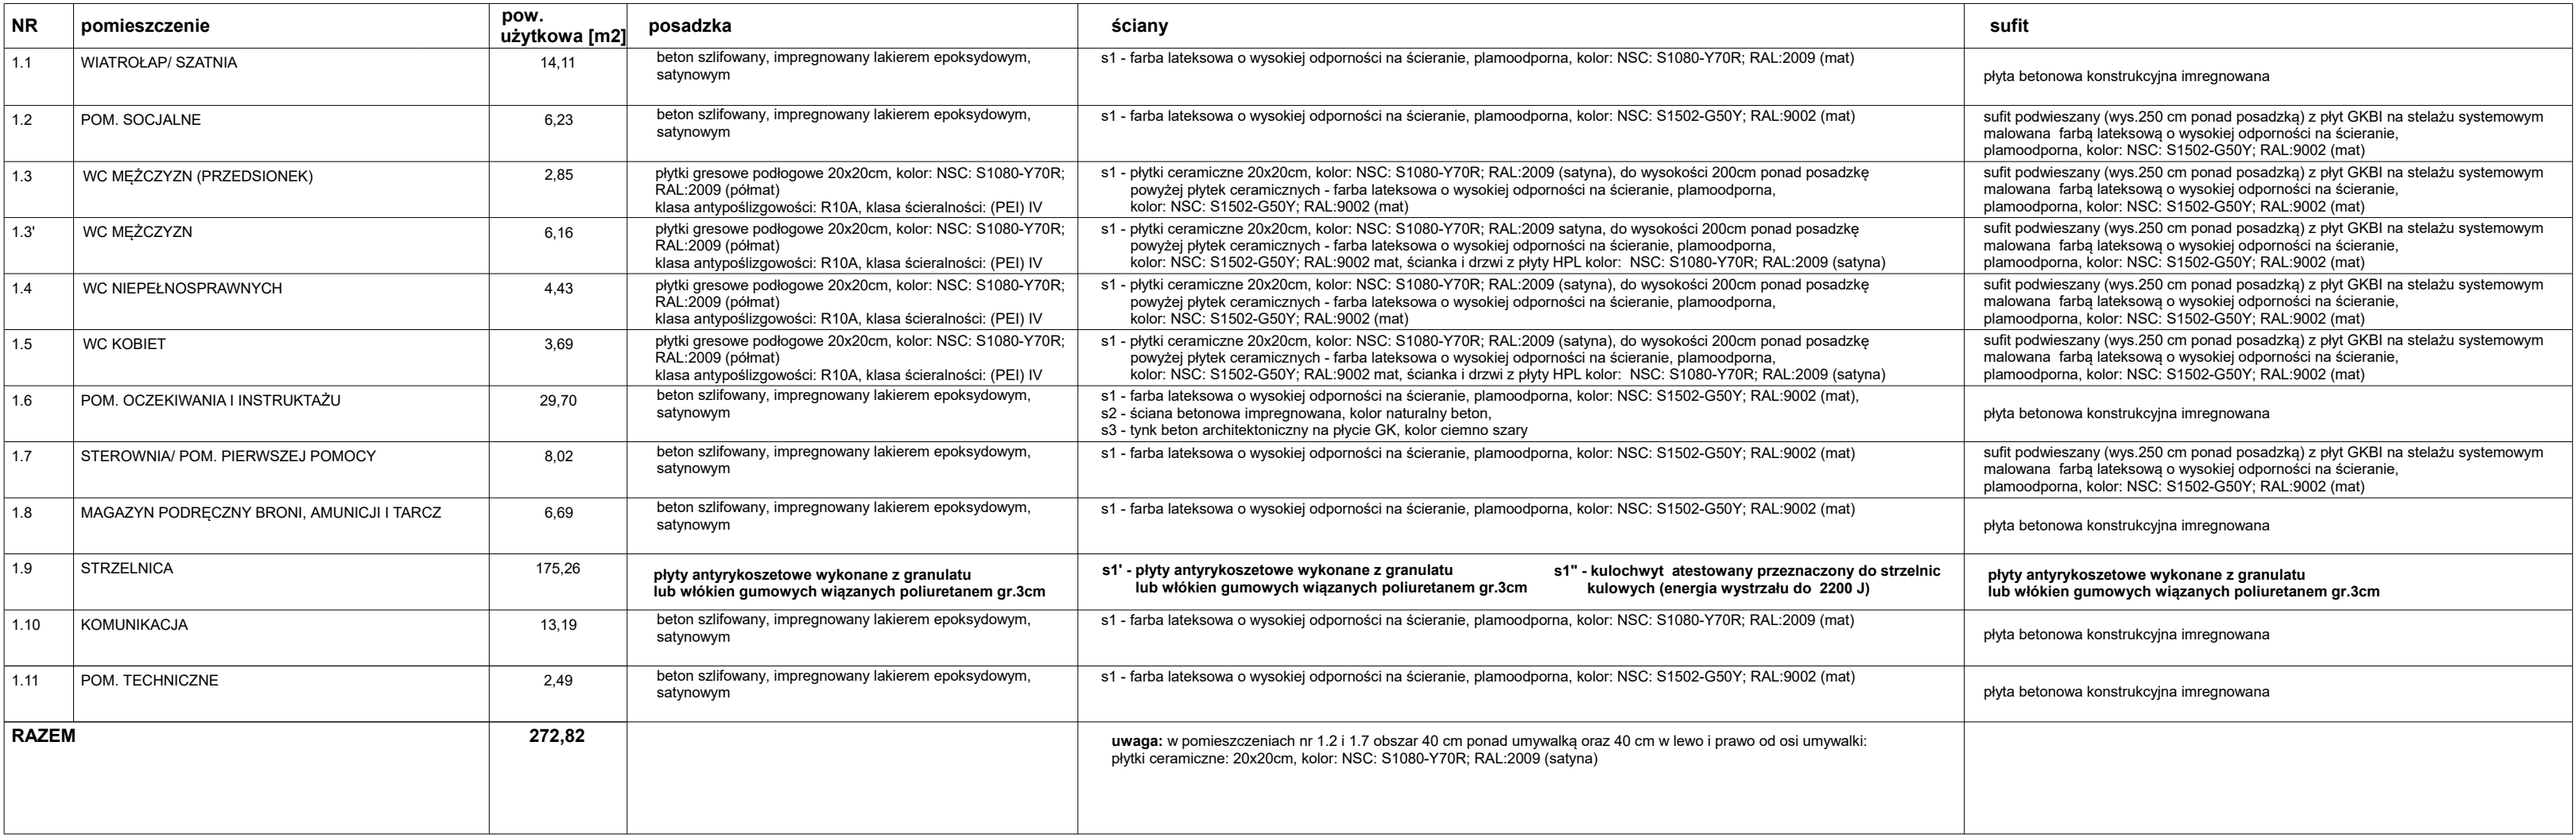 NR pomieszczenie pow. użytkowa [m2] posadzka ściany sufit
1.1 WIATROŁAP/ SZATNIA 14,11
beton szlifowany, impregnowany lakierem epoksydowym,
satynowym
s1 - farba lateksowa o wysokiej odporności na ścieranie, plamoodporna, kolor: NSC: S1080-Y70R; RAL:2009 (mat)
płyta betonowa konstrukcyjna imregnowana
1.2 POM. SOCJALNE 6,23
beton szlifowany, impregnowany lakierem epoksydowym,
satynowym
s1 - farba lateksowa o wysokiej odporności na ścieranie, plamoodporna, kolor: NSC: S1502-G50Y; RAL:9002 (mat)
sufit podwieszany (wys.250 cm ponad posadzką) z płyt GKBI na stelażu systemowym
malowana farbą lateksową o wysokiej odporności na ścieranie,
plamoodporna, kolor: NSC: S1502-G50Y; RAL:9002 (mat)
1.3 WC MĘŻCZYZN (PRZEDSIONEK) 2,85
płytki gresowe podłogowe 20x20cm, kolor: NSC: S1080-Y70R;
RAL:2009 (półmat)
klasa antypoślizgowości: R10A, klasa ścieralności: (PEI) IV
s1 - płytki ceramiczne 20x20cm, kolor: NSC: S1080-Y70R; RAL:2009 (satyna), do wysokości 200cm ponad posadzkę
powyżej płytek ceramicznych - farba lateksowa o wysokiej odporności na ścieranie, plamoodporna,
kolor: NSC: S1502-G50Y; RAL:9002 (mat)
sufit podwieszany (wys.250 cm ponad posadzką) z płyt GKBI na stelażu systemowym
malowana farbą lateksową o wysokiej odporności na ścieranie,
plamoodporna, kolor: NSC: S1502-G50Y; RAL:9002 (mat)
1.3' WC MĘŻCZYZN 6,16
płytki gresowe podłogowe 20x20cm, kolor: NSC: S1080-Y70R;
RAL:2009 (półmat)
klasa antypoślizgowości: R10A, klasa ścieralności: (PEI) IV
s1 - płytki ceramiczne 20x20cm, kolor: NSC: S1080-Y70R; RAL:2009 satyna, do wysokości 200cm ponad posadzkę
powyżej płytek ceramicznych - farba lateksowa o wysokiej odporności na ścieranie, plamoodporna,
kolor: NSC: S1502-G50Y; RAL:9002 mat, ścianka i drzwi z płyty HPL kolor: NSC: S1080-Y70R; RAL:2009 (satyna)
sufit podwieszany (wys.250 cm ponad posadzką) z płyt GKBI na stelażu systemowym
malowana farbą lateksową o wysokiej odporności na ścieranie,
plamoodporna, kolor: NSC: S1502-G50Y; RAL:9002 (mat)
1.4 WC NIEPEŁNOSPRAWNYCH 4,43
płytki gresowe podłogowe 20x20cm, kolor: NSC: S1080-Y70R;
RAL:2009 (półmat)
klasa antypoślizgowości: R10A, klasa ścieralności: (PEI) IV
s1 - płytki ceramiczne 20x20cm, kolor: NSC: S1080-Y70R; RAL:2009 (satyna), do wysokości 200cm ponad posadzkę
powyżej płytek ceramicznych - farba lateksowa o wysokiej odporności na ścieranie, plamoodporna,
kolor: NSC: S1502-G50Y; RAL:9002 (mat)
sufit podwieszany (wys.250 cm ponad posadzką) z płyt GKBI na stelażu systemowym
malowana farbą lateksową o wysokiej odporności na ścieranie,
plamoodporna, kolor: NSC: S1502-G50Y; RAL:9002 (mat)
1.5 WC KOBIET 3,69
płytki gresowe podłogowe 20x20cm, kolor: NSC: S1080-Y70R;
RAL:2009 (półmat)
klasa antypoślizgowości: R10A, klasa ścieralności: (PEI) IV
s1 - płytki ceramiczne 20x20cm, kolor: NSC: S1080-Y70R; RAL:2009 (satyna), do wysokości 200cm ponad posadzkę
powyżej płytek ceramicznych - farba lateksowa o wysokiej odporności na ścieranie, plamoodporna,
kolor: NSC: S1502-G50Y; RAL:9002 mat, ścianka i drzwi z płyty HPL kolor: NSC: S1080-Y70R; RAL:2009 (satyna)
sufit podwieszany (wys.250 cm ponad posadzką) z płyt GKBI na stelażu systemowym
malowana farbą lateksową o wysokiej odporności na ścieranie,
plamoodporna, kolor: NSC: S1502-G50Y; RAL:9002 (mat)
1.6 POM. OCZEKIWANIA I INSTRUKTAŻU 29,70
beton szlifowany, impregnowany lakierem epoksydowym,
satynowym
s1 - farba lateksowa o wysokiej odporności na ścieranie, plamoodporna, kolor: NSC: S1502-G50Y; RAL:9002 (mat),
s2 - ściana betonowa impregnowana, kolor naturalny beton,
s3 - tynk beton architektoniczny na płycie GK, kolor ciemno szary
płyta betonowa konstrukcyjna imregnowana
1.7 STEROWNIA/ POM. PIERWSZEJ POMOCY 8,02
beton szlifowany, impregnowany lakierem epoksydowym,
satynowym
s1 - farba lateksowa o wysokiej odporności na ścieranie, plamoodporna, kolor: NSC: S1502-G50Y; RAL:9002 (mat)
sufit podwieszany (wys.250 cm ponad posadzką) z płyt GKBI na stelażu systemowym
malowana farbą lateksową o wysokiej odporności na ścieranie,
plamoodporna, kolor: NSC: S1502-G50Y; RAL:9002 (mat)
1.8 MAGAZYN PODRĘCZNY BRONI, AMUNICJI I TARCZ 6,69
beton szlifowany, impregnowany lakierem epoksydowym,
satynowym
s1 - farba lateksowa o wysokiej odporności na ścieranie, plamoodporna, kolor: NSC: S1502-G50Y; RAL:9002 (mat)
płyta betonowa konstrukcyjna imregnowana
1.9 STRZELNICA 175,26
płyty antyrykoszetowe wykonane z granulatu
lub włókien gumowych wiązanych poliuretanem gr.3cm
s1' - płyty antyrykoszetowe wykonane z granulatu
lub włókien gumowych wiązanych poliuretanem gr.3cm
s1" - kulochwyt atestowany przeznaczony do strzelnic
kulowych (energia wystrzału do 2200 J)
płyty antyrykoszetowe wykonane z granulatu
lub włókien gumowych wiązanych poliuretanem gr.3cm
1.10 KOMUNIKACJA 13,19
beton szlifowany, impregnowany lakierem epoksydowym,
satynowym
s1 - farba lateksowa o wysokiej odporności na ścieranie, plamoodporna, kolor: NSC: S1080-Y70R; RAL:2009 (mat)
płyta betonowa konstrukcyjna imregnowana
1.11 POM. TECHNICZNE 2,49
beton szlifowany, impregnowany lakierem epoksydowym,
satynowym
s1 - farba lateksowa o wysokiej odporności na ścieranie, plamoodporna, kolor: NSC: S1502-G50Y; RAL:9002 (mat)
płyta betonowa konstrukcyjna imregnowana
RAZEM 272,82
uwaga: w pomieszczeniach nr 1.2 i 1.7 obszar 40 cm ponad umywalką oraz 40 cm w lewo i prawo od osi umywalki:
płytki ceramiczne: 20x20cm, kolor: NSC: S1080-Y70R; RAL:2009 (satyna)